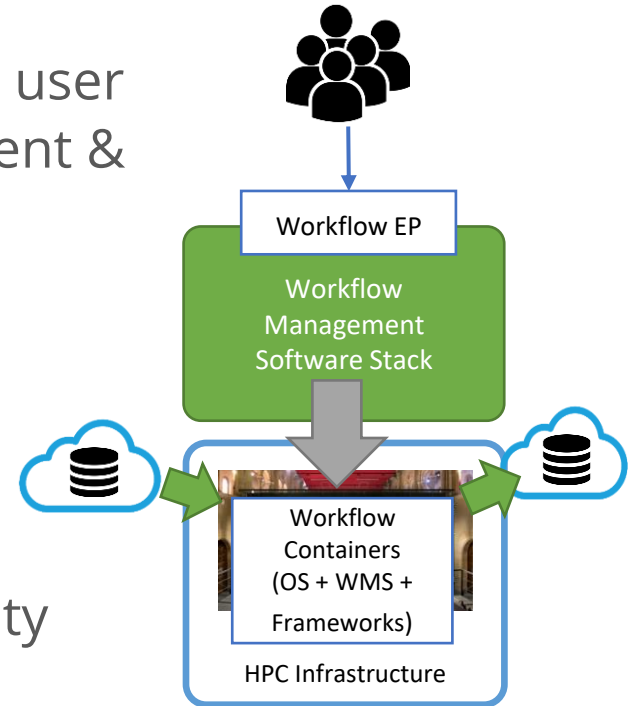 user
ent &
Workflow EP
Workflow
Management
Software Stack
Workflow
Containers
(OS + WMS +
Frameworks)
ty
HPC Infrastructure